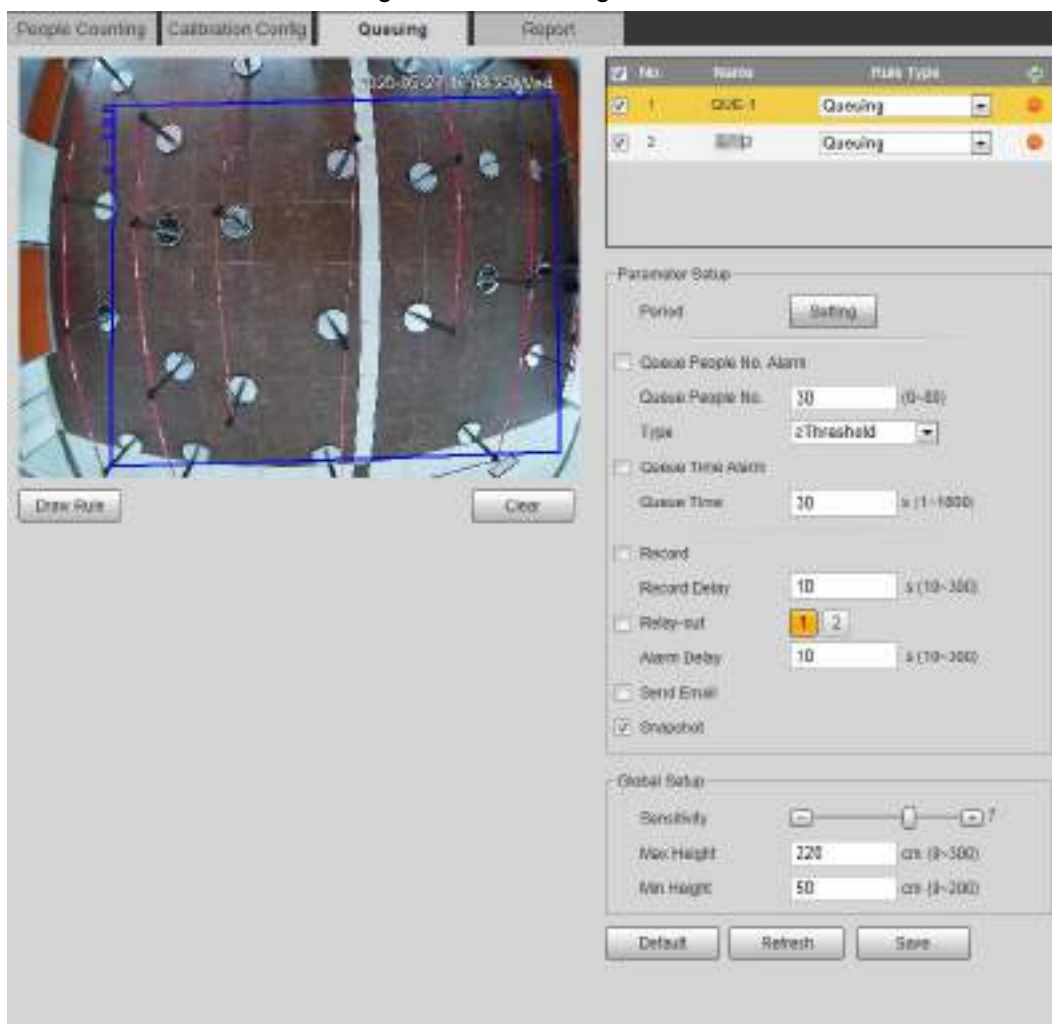 People Counting Calibration Config Queuing Report
No. Name Rule Type
1 QUE-1 Queuing
2 Queuing
Parameter Setup
Period Setting
Queue People No. Alarm
Queue People No. 30 (0~80)
Type ≥Threshold
Queue Time Alarm
Queue Time 30 s (1~1800)
Record
Record Delay 10 s (10~300)
Relay-out 1 2
Alarm Delay 10 s (10~300)
Send Email
Snapshot
Draw Rule Clear
Global Setup
Sensitivity - + 7
Max Height 220 cm (0~300)
Min Height 50 cm (0~200)
Default Refresh Save